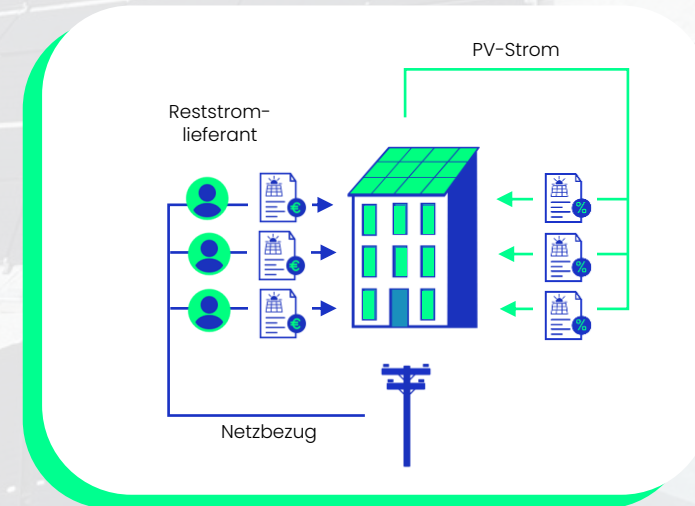 PV-Strom
Reststrom-
lieferant
€
%
€
%
€
%
Netzbezug